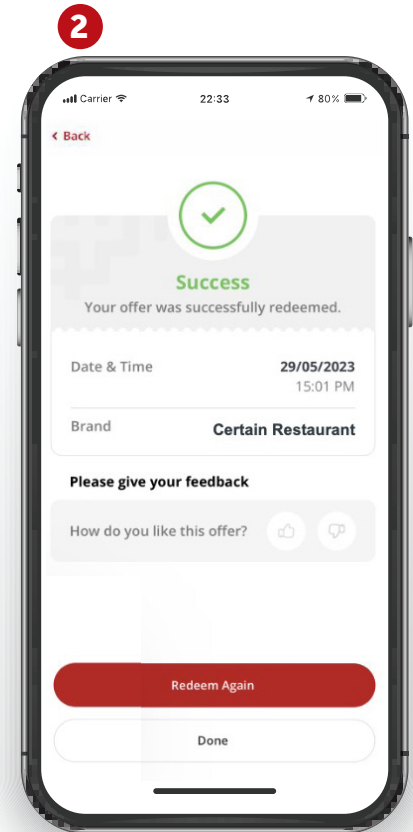 2
Carrier 22:33 80%
< Back
Success
Your offer was successfully redeemed.
Date & Time 29/05/2023
15:01 PM
Brand Certain Restaurant
Please give your feedback
How do you like this offer?
Redeem Again
Done